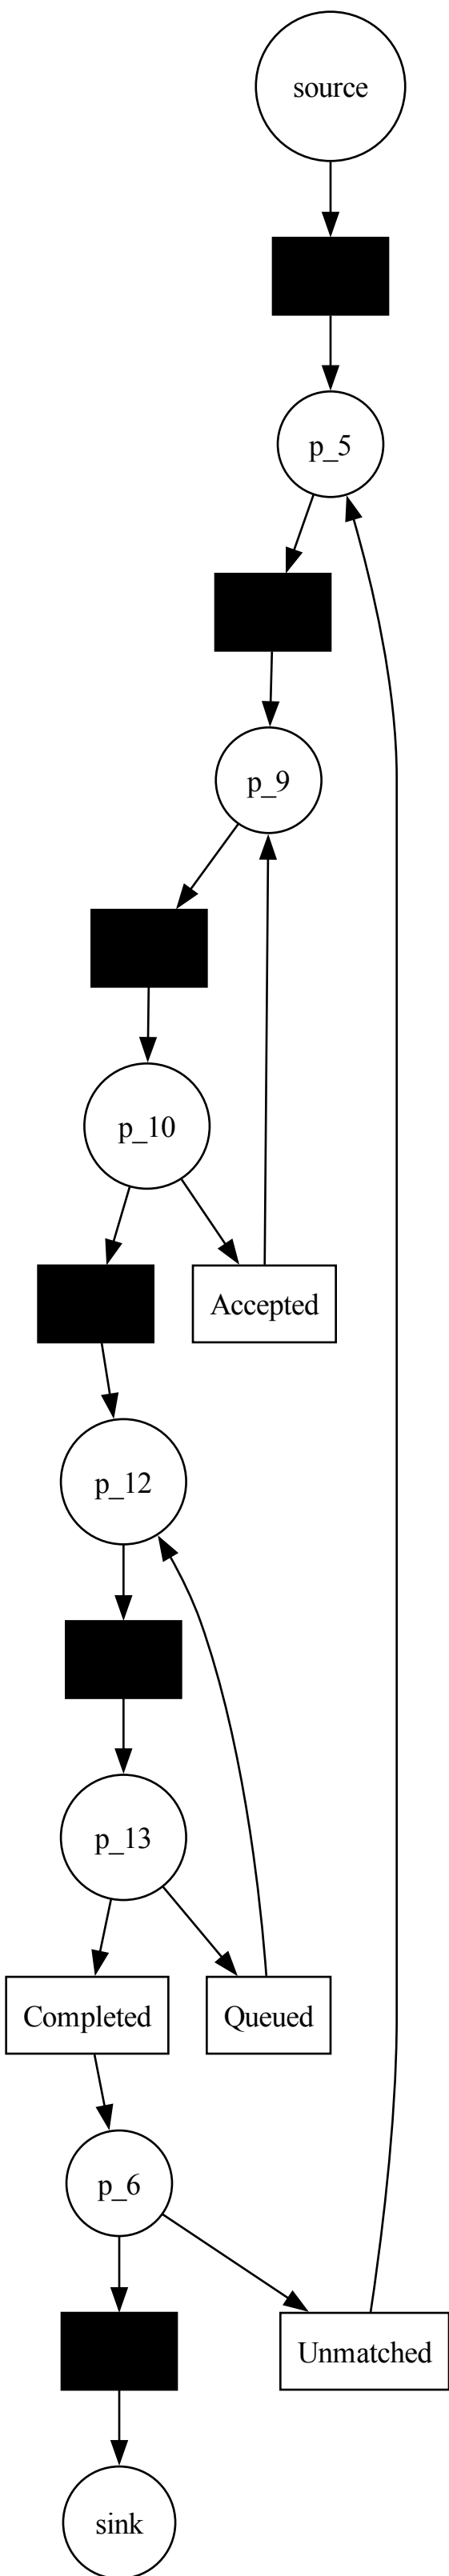 source
p_5
p_9
p_10
Accepted
p_12
p_13
Completed
Queued
p_6
Unmatched
sink